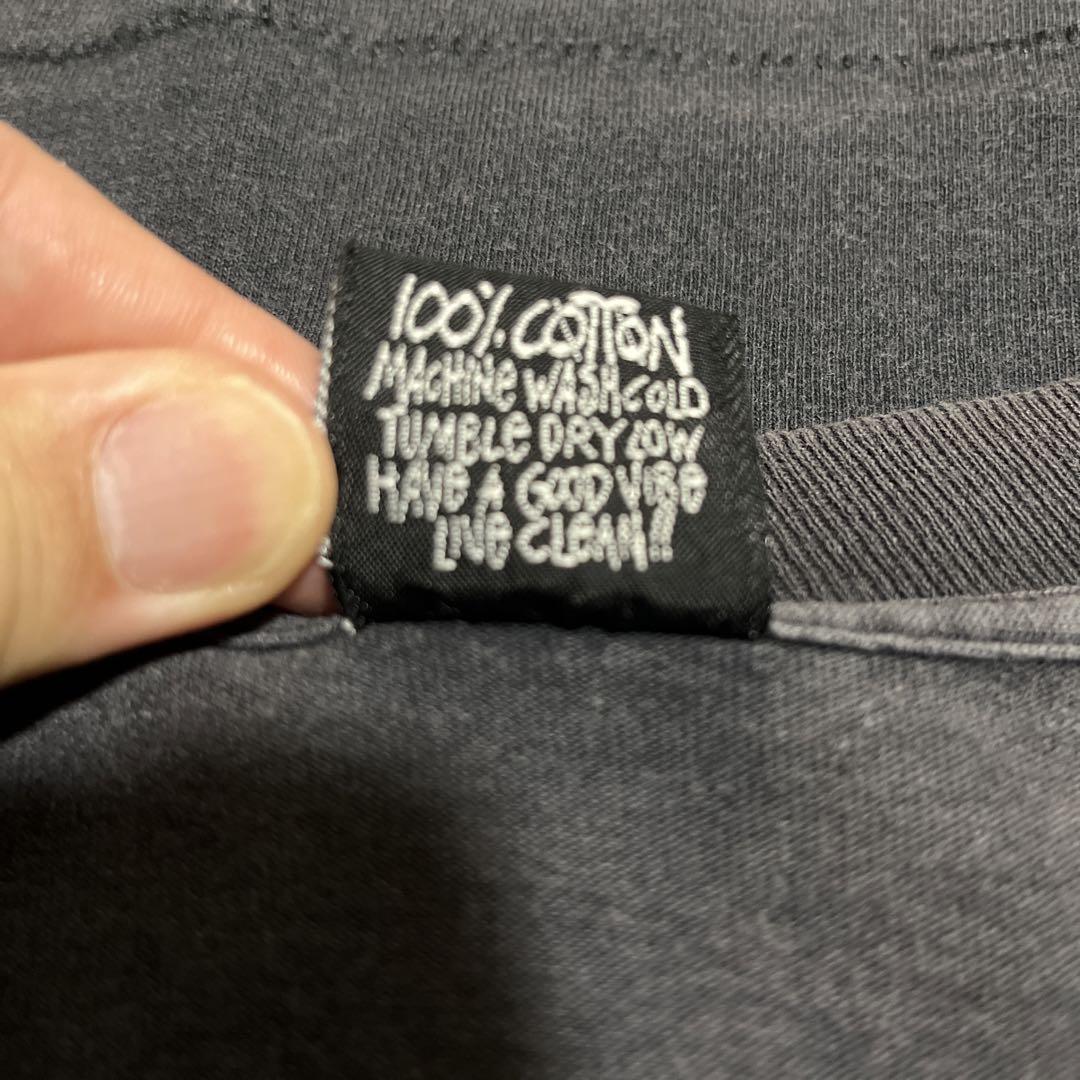 100% COTTON
MACHINE WASH COLD
TUMBLE DRY LOW
HAVE A GOOD VIBE
LIVE CLEAN!!